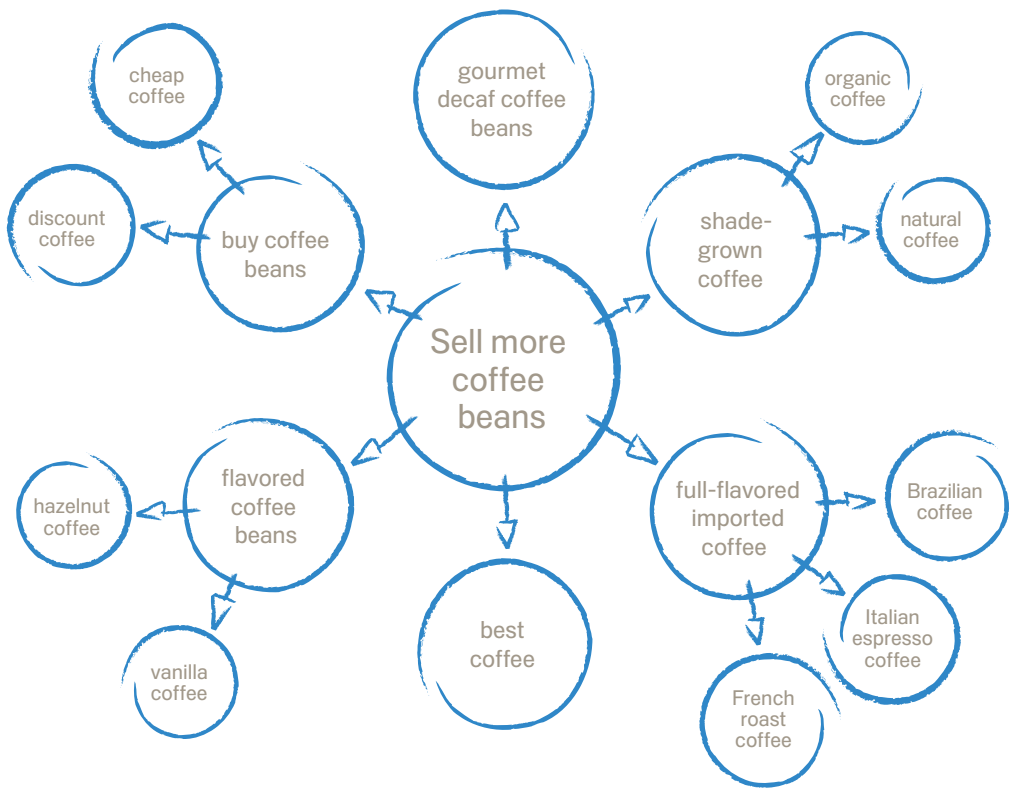 cheap
coffee
gourmet
decaf coffee
beans
organic
coffee
discount
coffee
buy coffee
beans
shade-
grown
coffee
natural
coffee
Sell more
coffee
beans
hazelnut
coffee
flavored
coffee
beans
full-flavored
imported
coffee
Brazilian
coffee
vanilla
coffee
best
coffee
Italian
espresso
coffee
French
roast
coffee